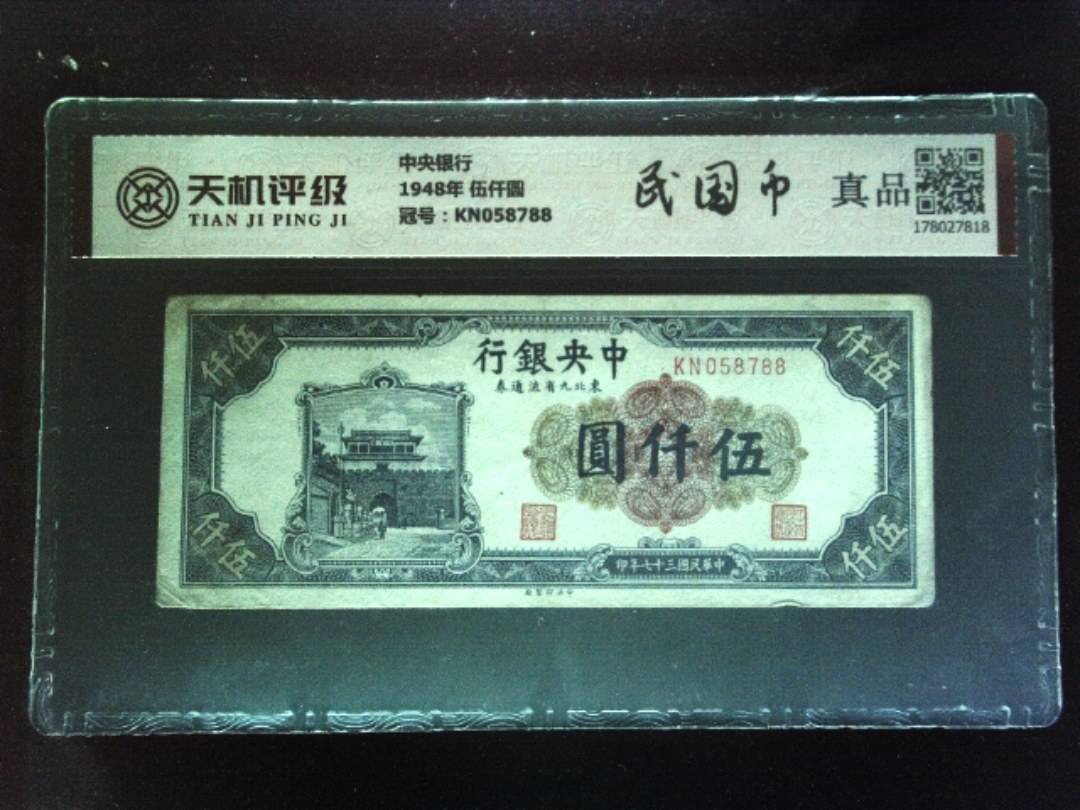 天机评级
TIAN JI PING JI
中央银行
1948年 伍仟圆
冠号：KN058788
民国币
真品
178027818
仟伍
仟伍
行銀央中
KN058788
券通流省九北東
圓仟伍
仟伍
仟伍
印年七十三國民華中